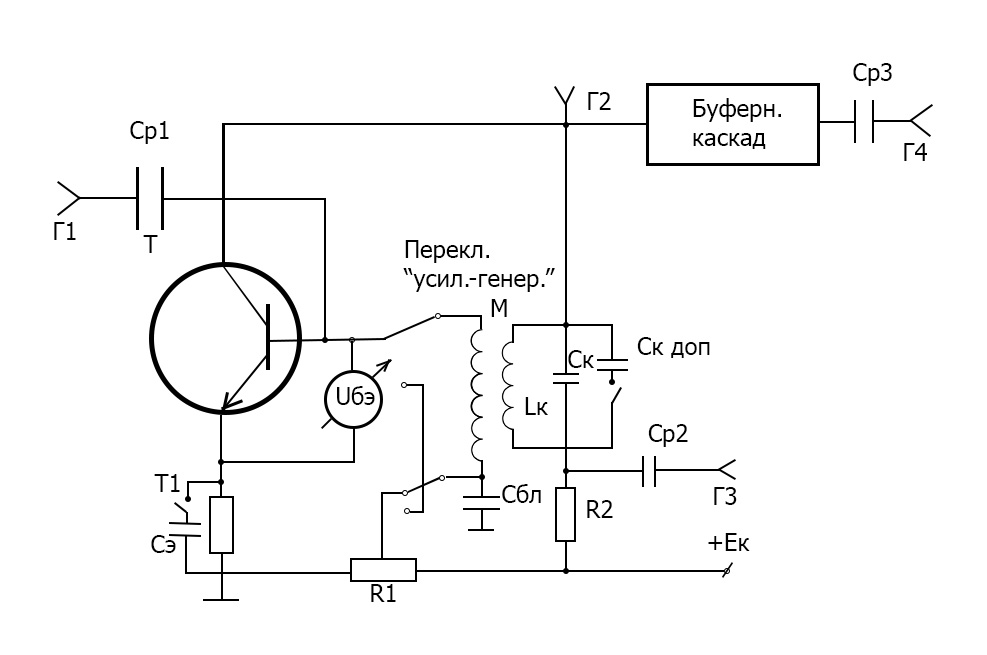 Ср3
Г2
Буферн.
каскад
Ср1
Г4
Г1
Т
Перекл.
“усил.-генер.”
М
Ск
Ск доп
Uбэ
Lк
Ср2
Т1
Сбл
Г3
R2
Сэ
+Ек
R1